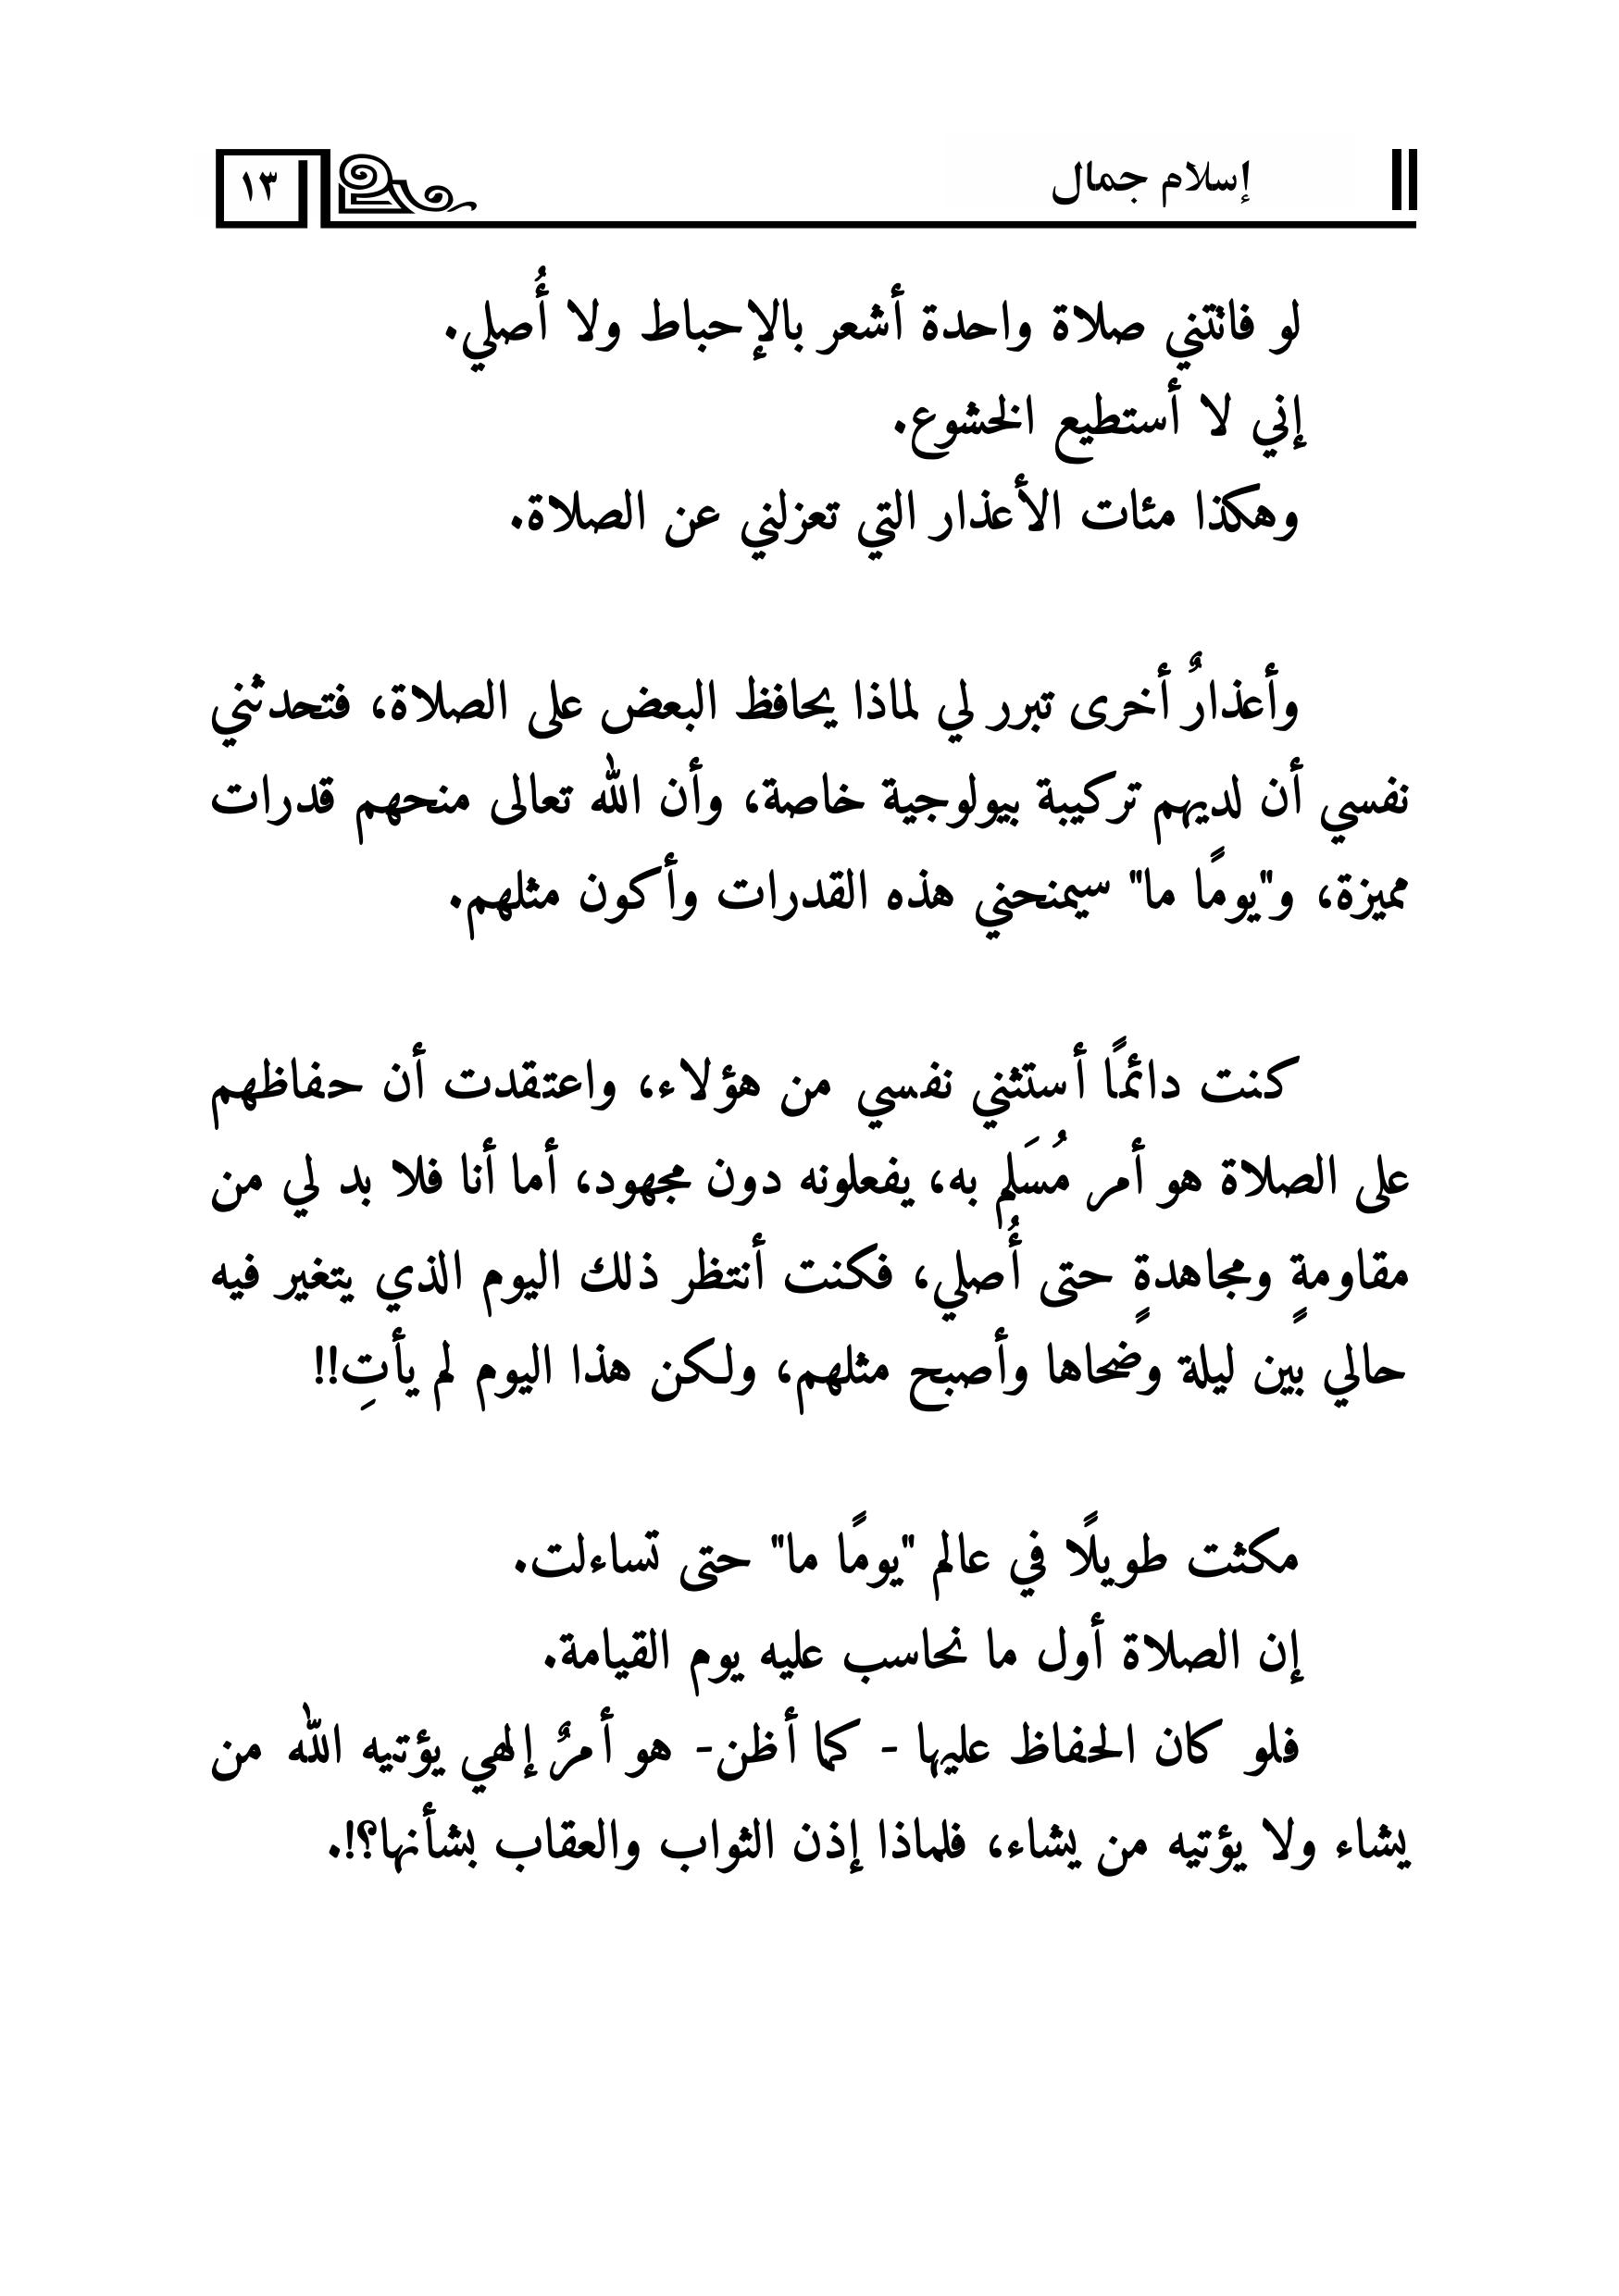 إسلام جمال
١٣
لو فاتتني صلاة واحدة أشعر بالإحباط ولا أُصلي.
إني لا أستطيع الخشوع.
وهكذا مئات الأعذار التي تعزلني عن الصلاة.
وأعذارٌ أخرى تبرر لي لماذا يحافظ البعض على الصلاة، فتحدثني
نفسي أن لديهم تركيبة بيولوجية خاصة، وأن الله تعالى منحهم قدرات
مميزة، و"يومًا ما" سيمنحني هذه القدرات وأكون مثلهم.
كنت دائمًا أستثني نفسي من هؤلاء، واعتقدت أن حفاظهم
على الصلاة هو أمر مُسَلم به، يفعلونه دون مجهود، أما أنا فلا بد لي من
مقاومةٍ ومجاهدةٍ حتى أُصلي، فكنت أنتظر ذلك اليوم الذي يتغير فيه
حالي بين ليلة وضحاها وأصبح مثلهم، ولكن هذا اليوم لم يأتِ!!
مكثت طويلًا في عالم "يومًا ما" حتى تساءلت.
إن الصلاة أول ما نحاسب عليه يوم القيامة.
فلو كان الحفاظ عليها - كما أظن- هو أمرٌ إلهي يؤتيه الله من
يشاء ولا يؤتيه من يشاء، فلماذا إذن الثواب والعقاب بشأنها؟!.